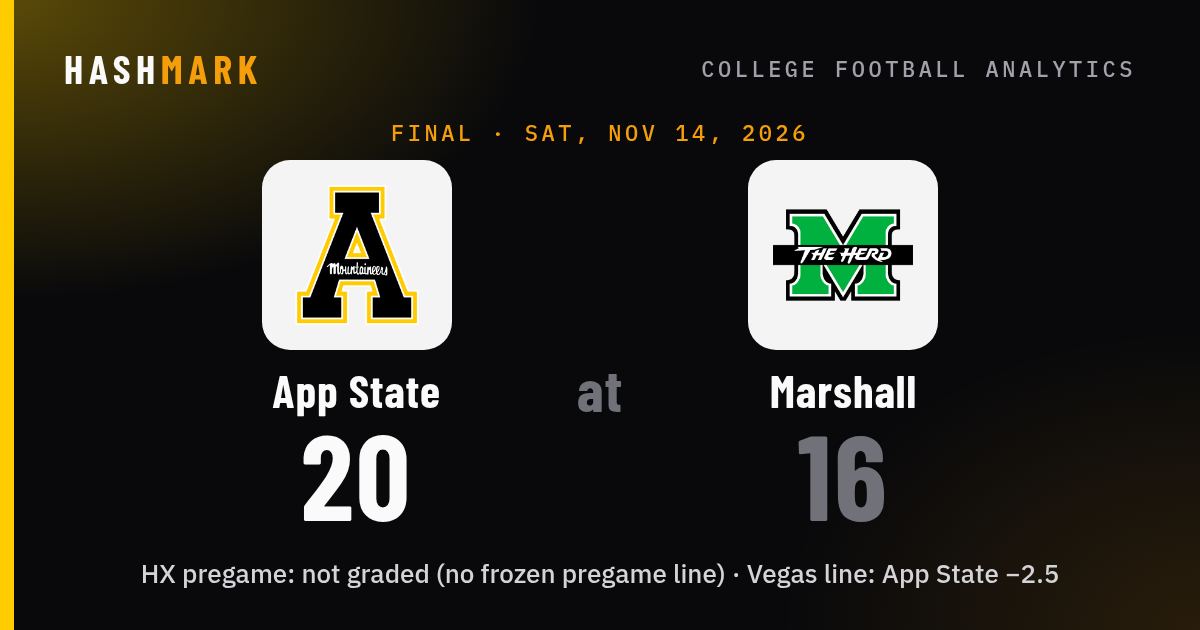 HASHMARK
COLLEGE FOOTBALL ANALYTICS
FINAL · SAT, NOV 14, 2026
Mountaineers
THE HERD
App State
at
Marshall
20
16
HX pregame: not graded (no frozen pregame line) · Vegas line: App State −2.5